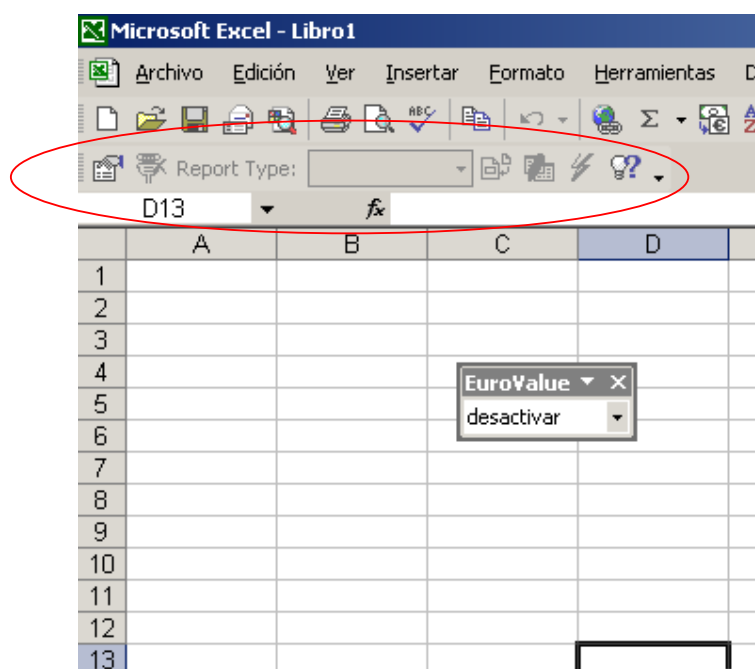 Microsoft Excel - Libro1
Archivo Edición Ver Insertar Formato Herramientas D
ABC Σ €
Report Type:
D13 fx
A B C D
1
2
3
4
EuroValue
5
desactivar
6
7
8
9
10
11
12
13